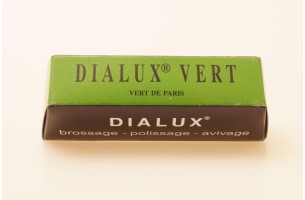 DIALUX® VERT
VERT DE PARIS
DIALUX®
brossage - polissage - avivage